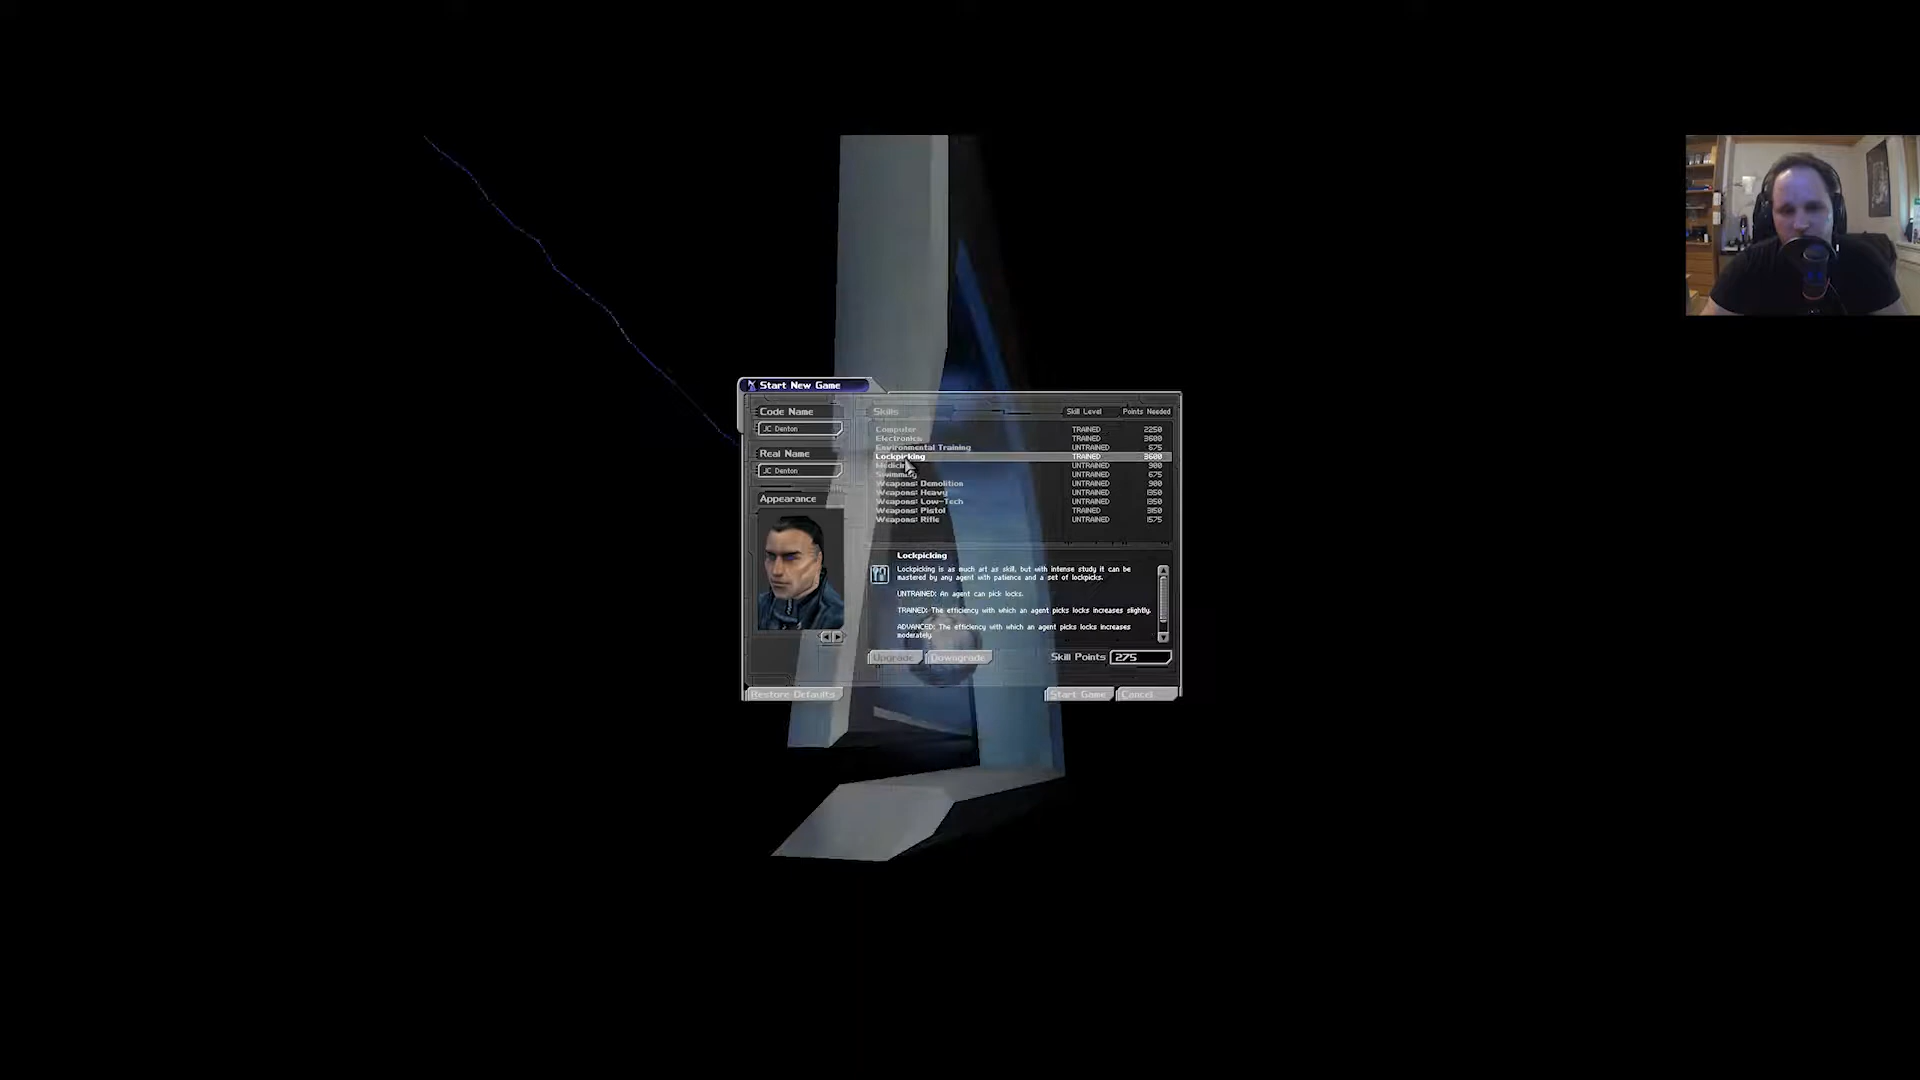 Start New Game
Code Name
JC Denton
Real Name
JC Denton
Appearance
Skills Skill Level Points Needed
Computer TRAINED 2250
Electronics TRAINED 3600
Environmental Training UNTRAINED 675
Lockpicking TRAINED 3600
Medicine UNTRAINED 900
Swimming UNTRAINED 675
Weapons: Demolition UNTRAINED 900
Weapons: Heavy UNTRAINED 1350
Weapons: Low-Tech UNTRAINED 1350
Weapons: Pistol TRAINED 3150
Weapons: Rifle UNTRAINED 1575
Lockpicking
Lockpicking is as much art as skill, but with intense study it can be
mastered by any agent with patience and a set of lockpicks.
UNTRAINED: An agent can pick locks.
TRAINED: The efficiency with which an agent picks locks increases slightly.
ADVANCED: The efficiency with which an agent picks locks increases
moderately.
Upgrade Downgrade Skill Points 275
Restore Defaults Start Game Cancel